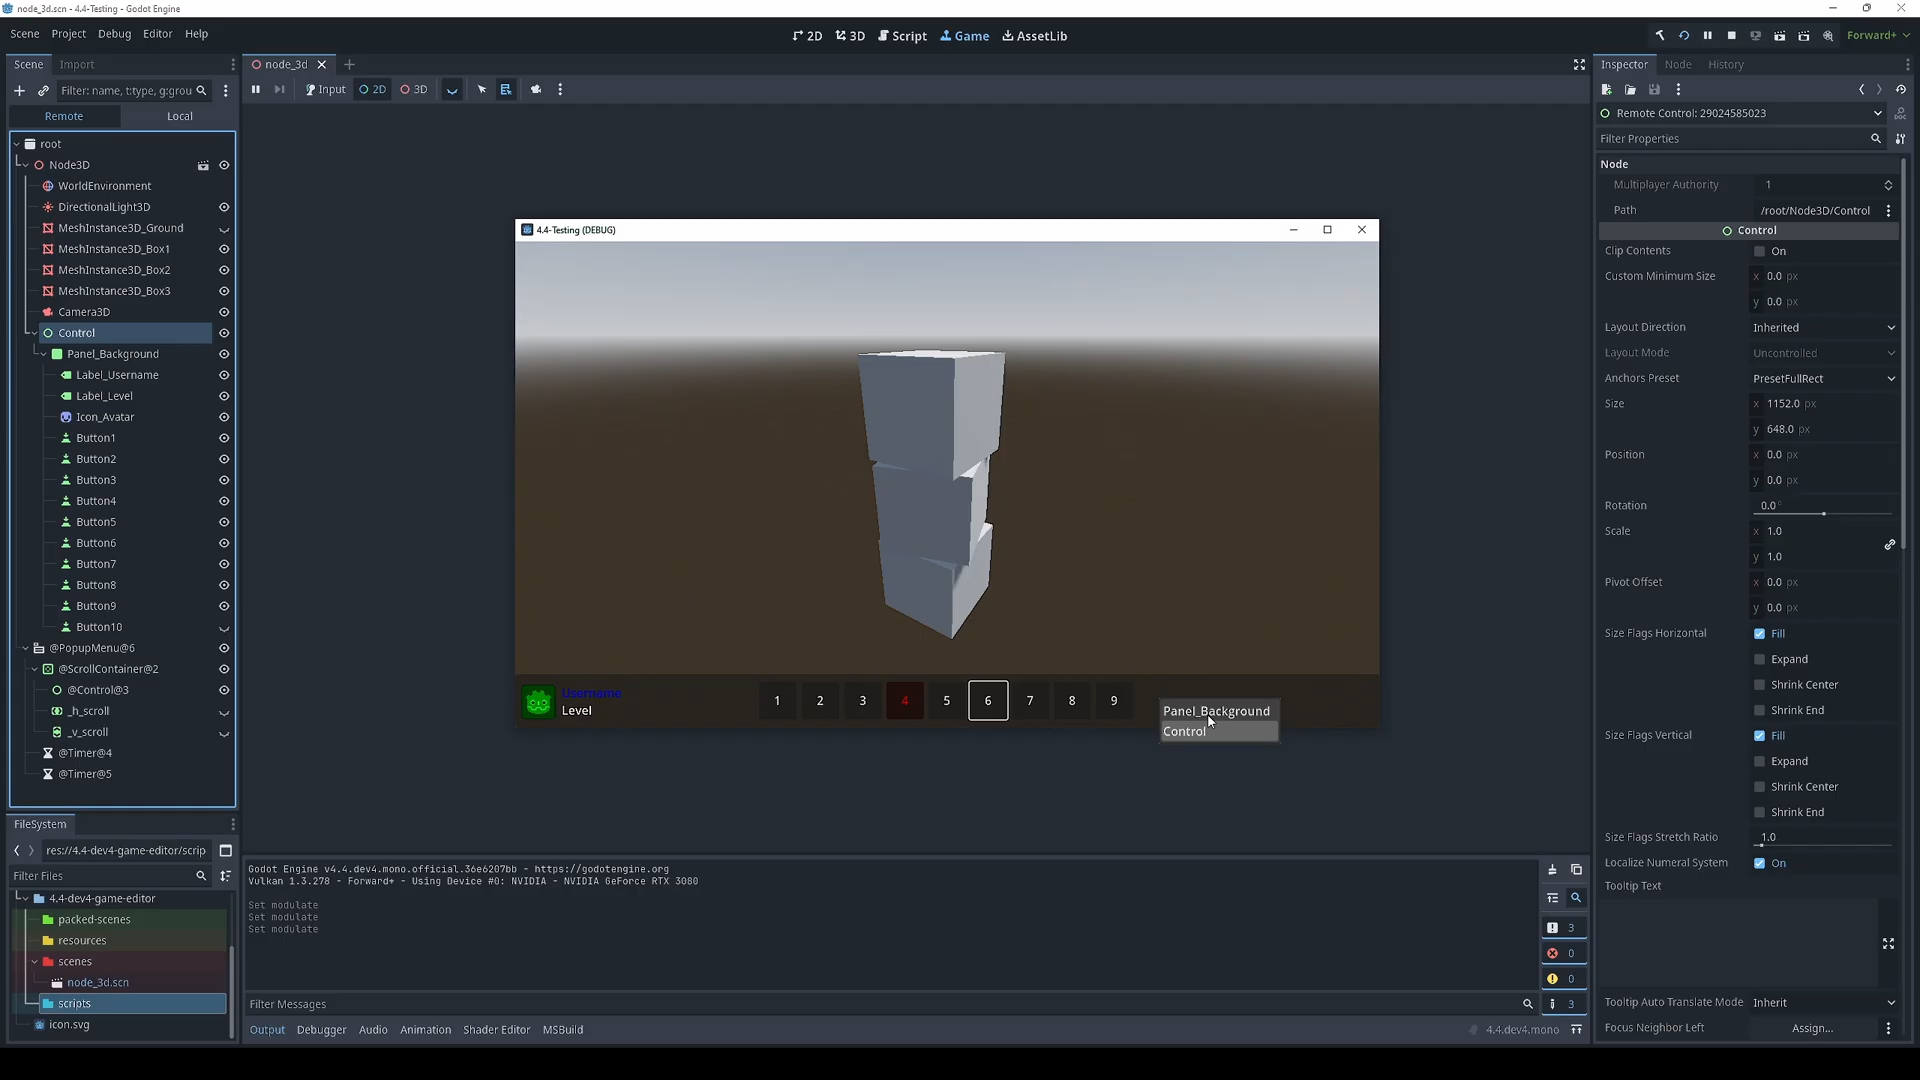 node_3d.scn - 4.4-Testing - Godot Engine
Scene Project Debug Editor Help
2D 3D Script Game AssetLib
Forward+
Scene Import
Filter: name, t:type, g:grou
Remote Local
root
Node3D
WorldEnvironment
DirectionalLight3D
MeshInstance3D_Ground
MeshInstance3D_Box1
MeshInstance3D_Box2
MeshInstance3D_Box3
Camera3D
Control
Panel_Background
Label_Username
Label_Level
Icon_Avatar
Button1
Button2
Button3
Button4
Button5
Button6
Button7
Button8
Button9
Button10
@PopupMenu@6
@ScrollContainer@2
@Control@3
_h_scroll
_v_scroll
@Timer@4
@Timer@5
FileSystem
res://4.4-dev4-game-editor/scrip
Filter Files
4.4-dev4-game-editor
packed-scenes
resources
scenes
node_3d.scn
scripts
icon.svg
node_3d
Input 2D 3D
4.4-Testing (DEBUG)
Username
Level
1 2 3 4 5 6 7 8 9
Panel_Background
Control
Godot Engine v4.4.dev4.mono.official.36e6207bb - https://godotengine.org
Vulkan 1.3.278 - Forward+ - Using Device #0: NVIDIA - NVIDIA GeForce RTX 3080
Set modulate
Set modulate
Set modulate
3
0
0
3
Filter Messages
Output Debugger Audio Animation Shader Editor MSBuild
4.4.dev4.mono
Inspector Node History
Remote Control: 29024585023
DOC
Filter Properties
Node
Multiplayer Authority 1
Path /root/Node3D/Control
Control
Clip Contents On
Custom Minimum Size x 0.0 px
y 0.0 px
Layout Direction Inherited
Layout Mode Uncontrolled
Anchors Preset PresetFullRect
Size x 1152.0 px
y 648.0 px
Position x 0.0 px
y 0.0 px
Rotation 0.0°
Scale x 1.0
y 1.0
Pivot Offset x 0.0 px
y 0.0 px
Size Flags Horizontal Fill
Expand
Shrink Center
Shrink End
Size Flags Vertical Fill
Expand
Shrink Center
Shrink End
Size Flags Stretch Ratio 1.0
Localize Numeral System On
Tooltip Text
Tooltip Auto Translate Mode Inherit
Focus Neighbor Left Assign...